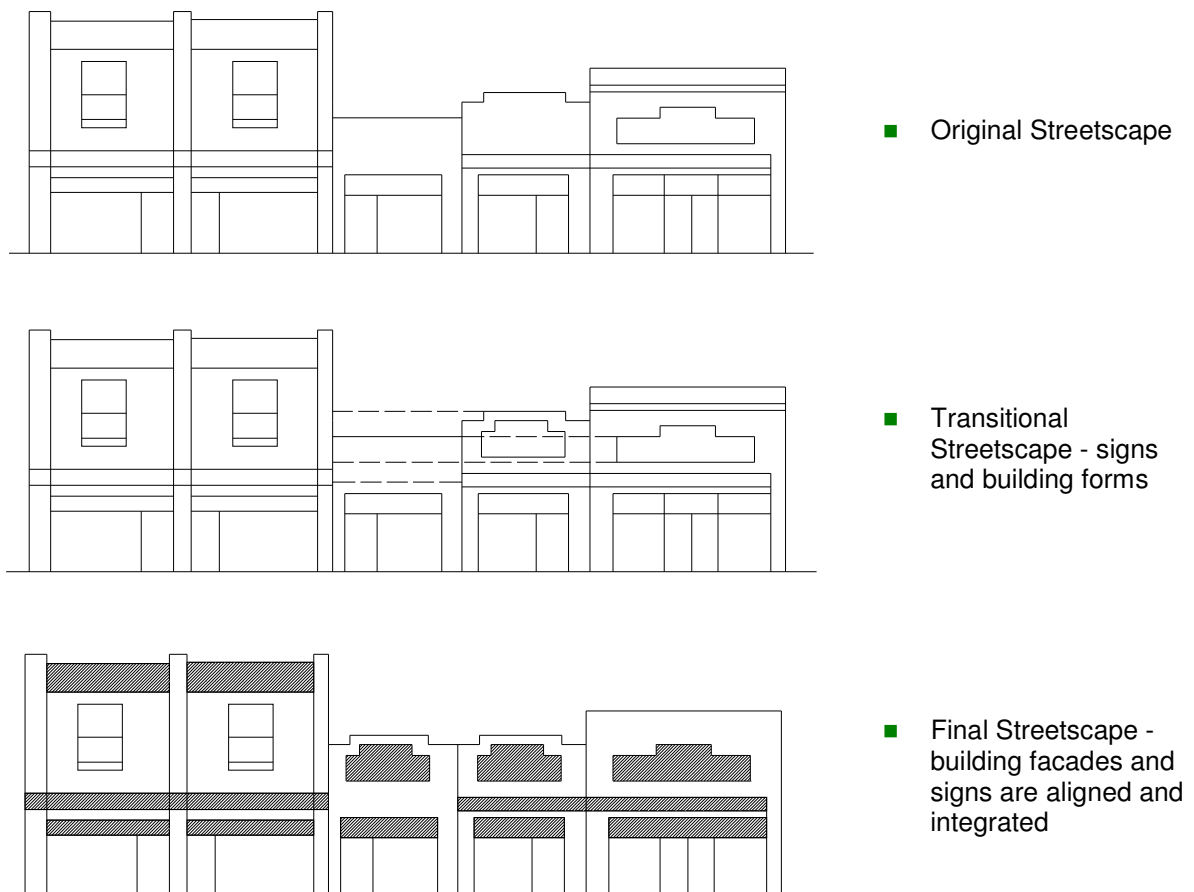 Original Streetscape
Transitional
Streetscape - signs
and building forms
Final Streetscape -
building facades and
signs are aligned and
integrated